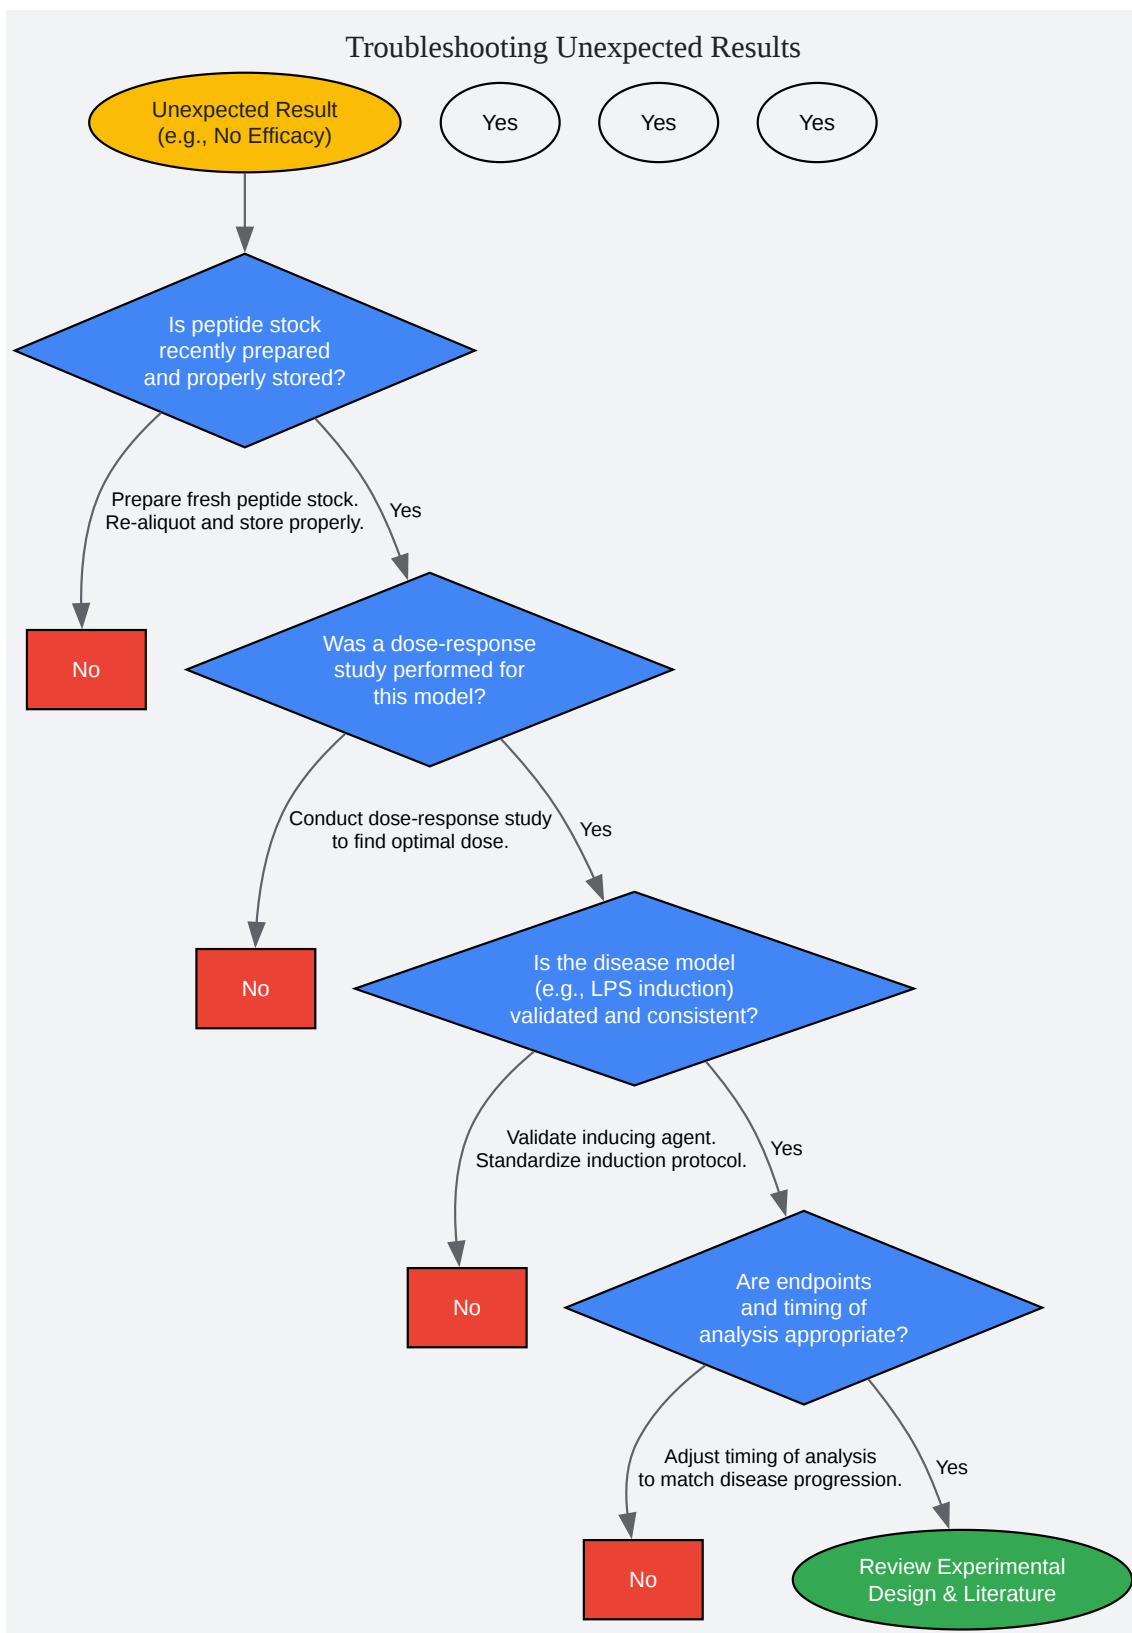 Troubleshooting Unexpected Results
Unexpected Result
(e.g., No Efficacy)
Yes
Yes
Yes
Is peptide stock
recently prepared
and properly stored?
Prepare fresh peptide stock.
Re-aliquot and store properly.
Yes
No
Was a dose-response
study performed for
this model?
Conduct dose-response study
to find optimal dose.
Yes
No
Is the disease model
(e.g., LPS induction)
validated and consistent?
Validate inducing agent.
Standardize induction protocol.
Yes
No
Are endpoints
and timing of
analysis appropriate?
Adjust timing of analysis
to match disease progression.
Yes
No
Review Experimental
Design & Literature